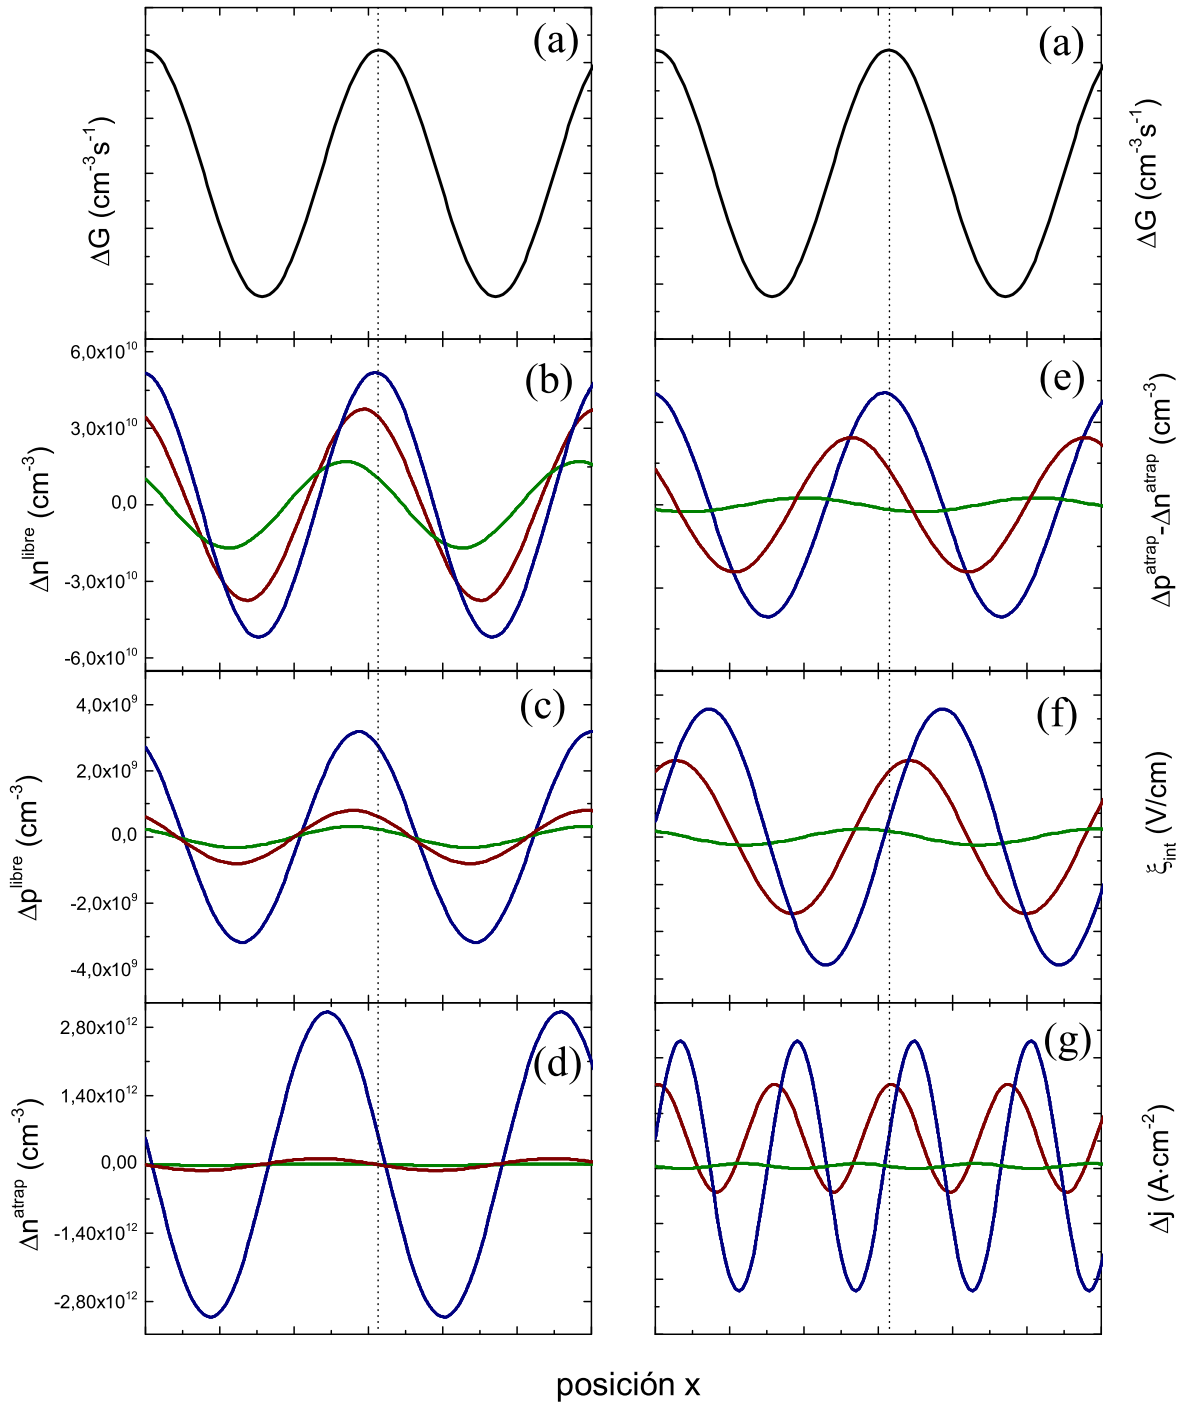 (a)
ΔG (cm⁻³s⁻¹)
(a)
ΔG (cm⁻³s⁻¹)
(b)
6,0x10¹⁰
3,0x10¹⁰
0,0
-3,0x10¹⁰
-6,0x10¹⁰
Δn^libre (cm⁻³)
(e)
Δp^atrap-Δn^atrap (cm⁻³)
(c)
4,0x10⁹
2,0x10⁹
0,0
-2,0x10⁹
-4,0x10⁹
Δp^libre (cm⁻³)
(f)
ξ_int (V/cm)
(d)
2,80x10¹²
1,40x10¹²
0,00
-1,40x10¹²
-2,80x10¹²
Δn^atrap (cm⁻³)
(g)
Δj (A·cm⁻²)
posición x